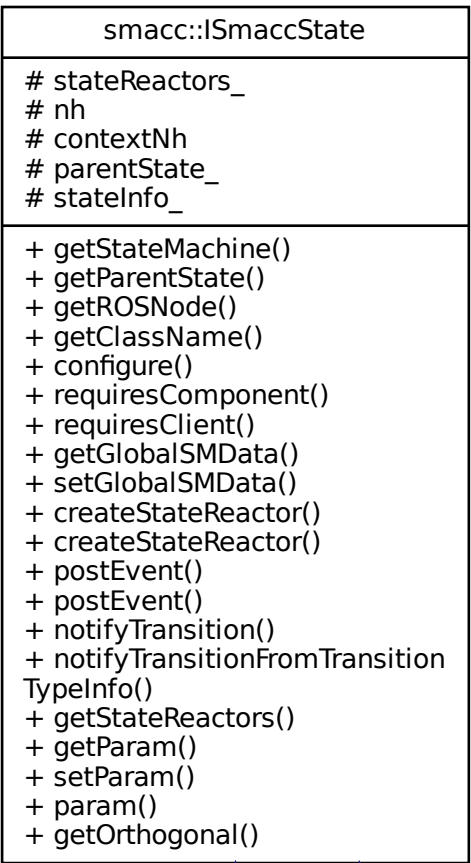 smacc::ISmaccState
# stateReactors_
# nh
# contextNh
# parentState_
# stateInfo_
+ getStateMachine()
+ getParentState()
+ getROSNode()
+ getClassName()
+ configure()
+ requiresComponent()
+ requiresClient()
+ getGlobalSMData()
+ setGlobalSMData()
+ createStateReactor()
+ createStateReactor()
+ postEvent()
+ postEvent()
+ notifyTransition()
+ notifyTransitionFromTransition
TypeInfo()
+ getStateReactors()
+ getParam()
+ setParam()
+ param()
+ getOrthogonal()